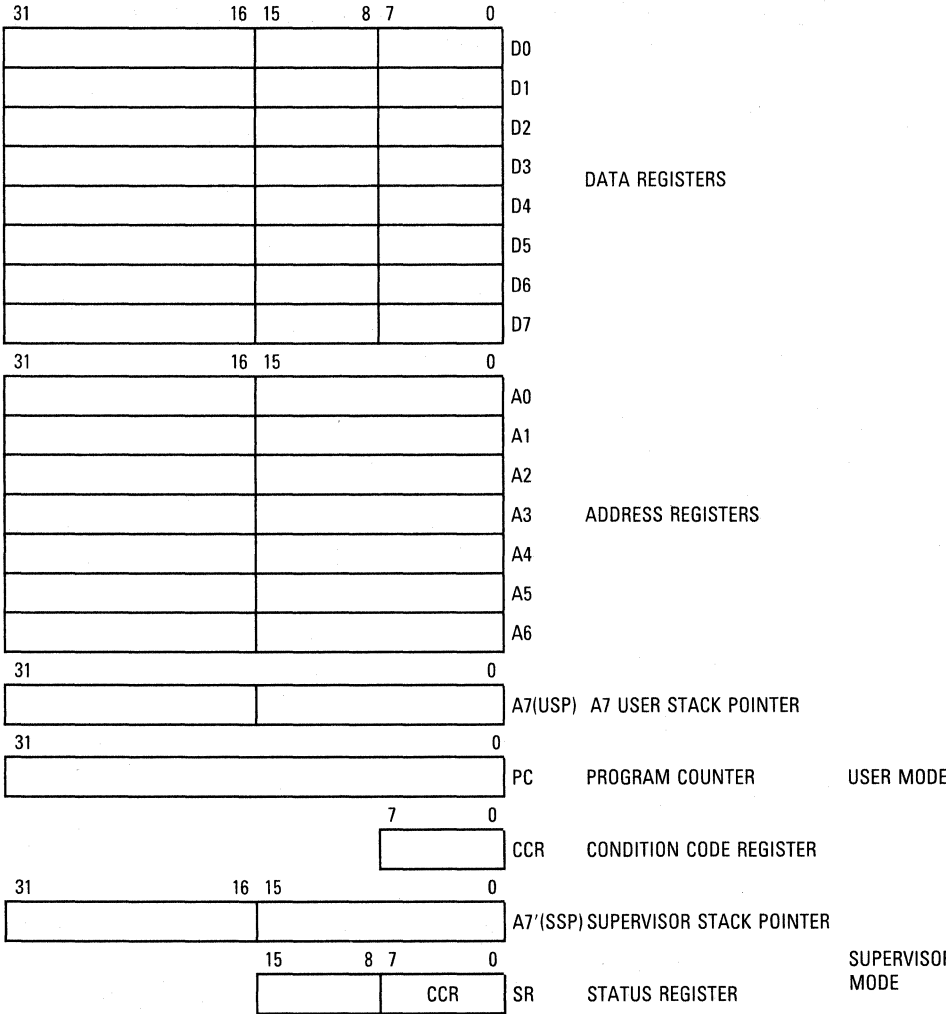 31 16 15 8 7 0
D0
D1
D2
D3 DATA REGISTERS
D4
D5
D6
D7
31 16 15 0
A0
A1
A2
A3 ADDRESS REGISTERS
A4
A5
A6
31 0
A7(USP) A7 USER STACK POINTER
31 0
PC PROGRAM COUNTER USER MODE
7 0
CCR CONDITION CODE REGISTER
31 16 15 0
A7'(SSP) SUPERVISOR STACK POINTER
15 8 7 0
CCR SR STATUS REGISTER SUPERVISOR
MODE